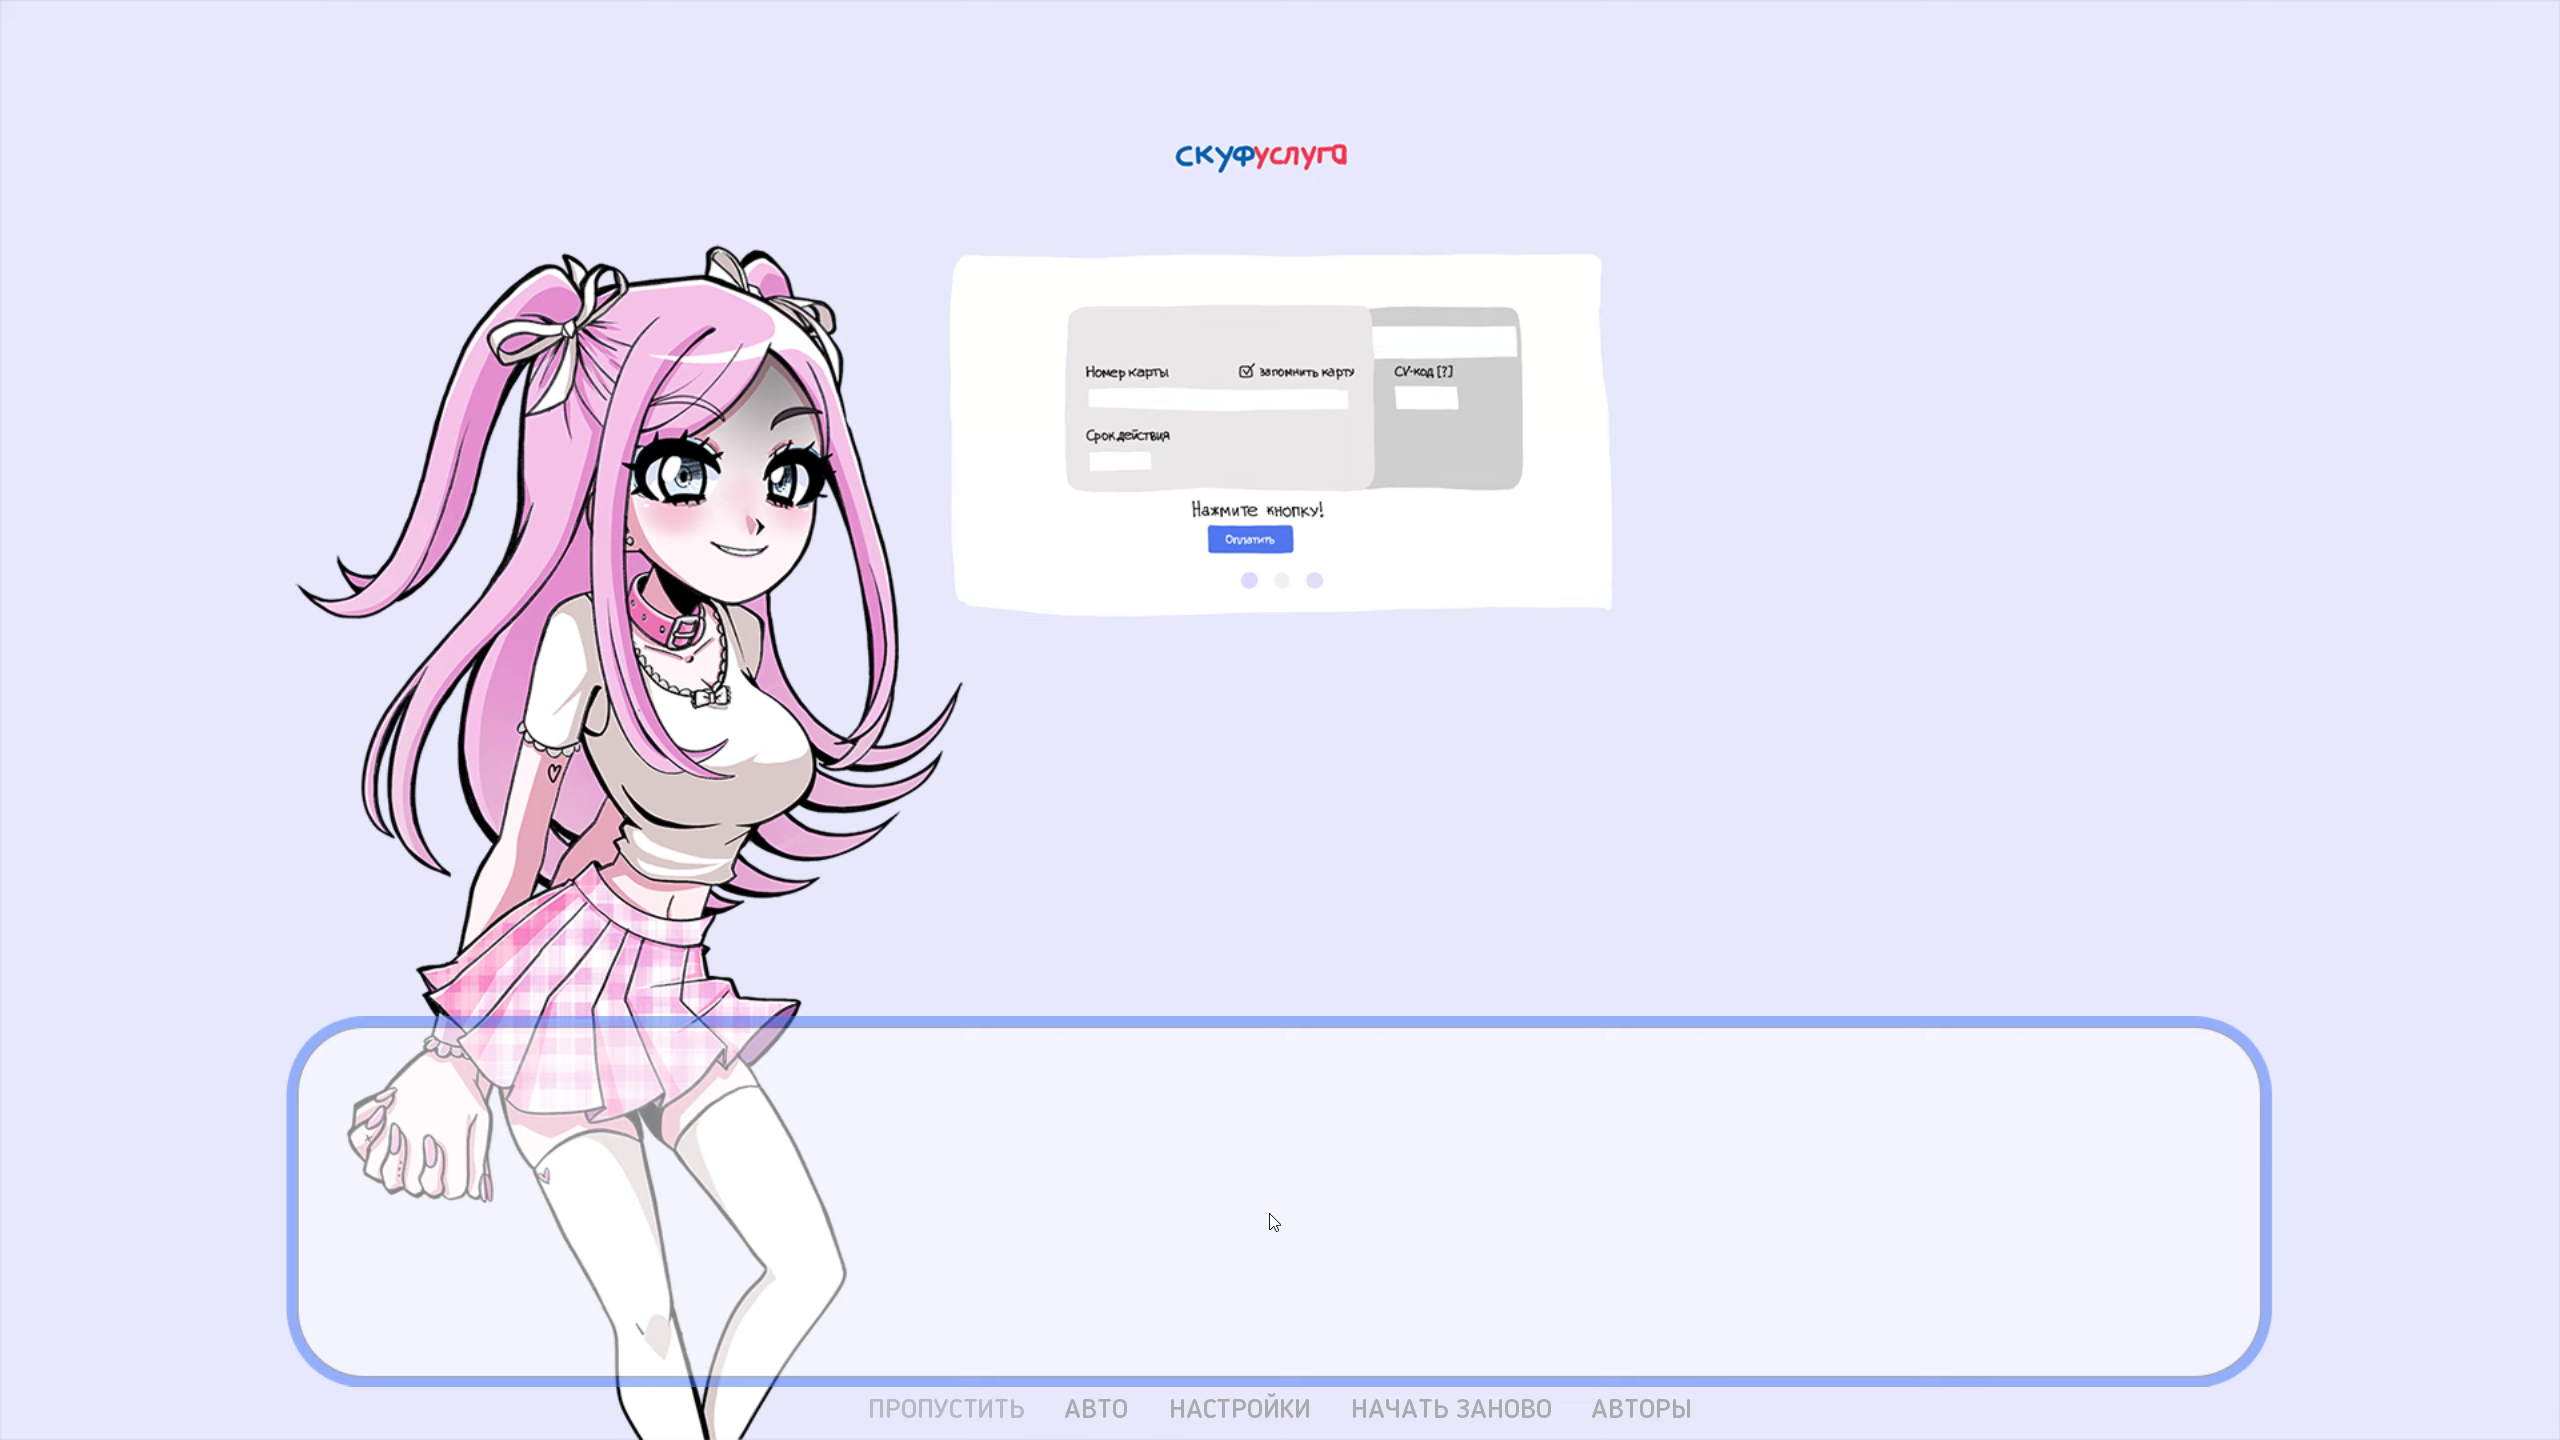 скуфуслуга
Номер карты
запомнить карту
CV-код [?]
Срок действия
Нажмите кнопку!
Оплатить
ПРОПУСТИТЬ АВТО НАСТРОЙКИ НАЧАТЬ ЗАНОВО АВТОРЫ